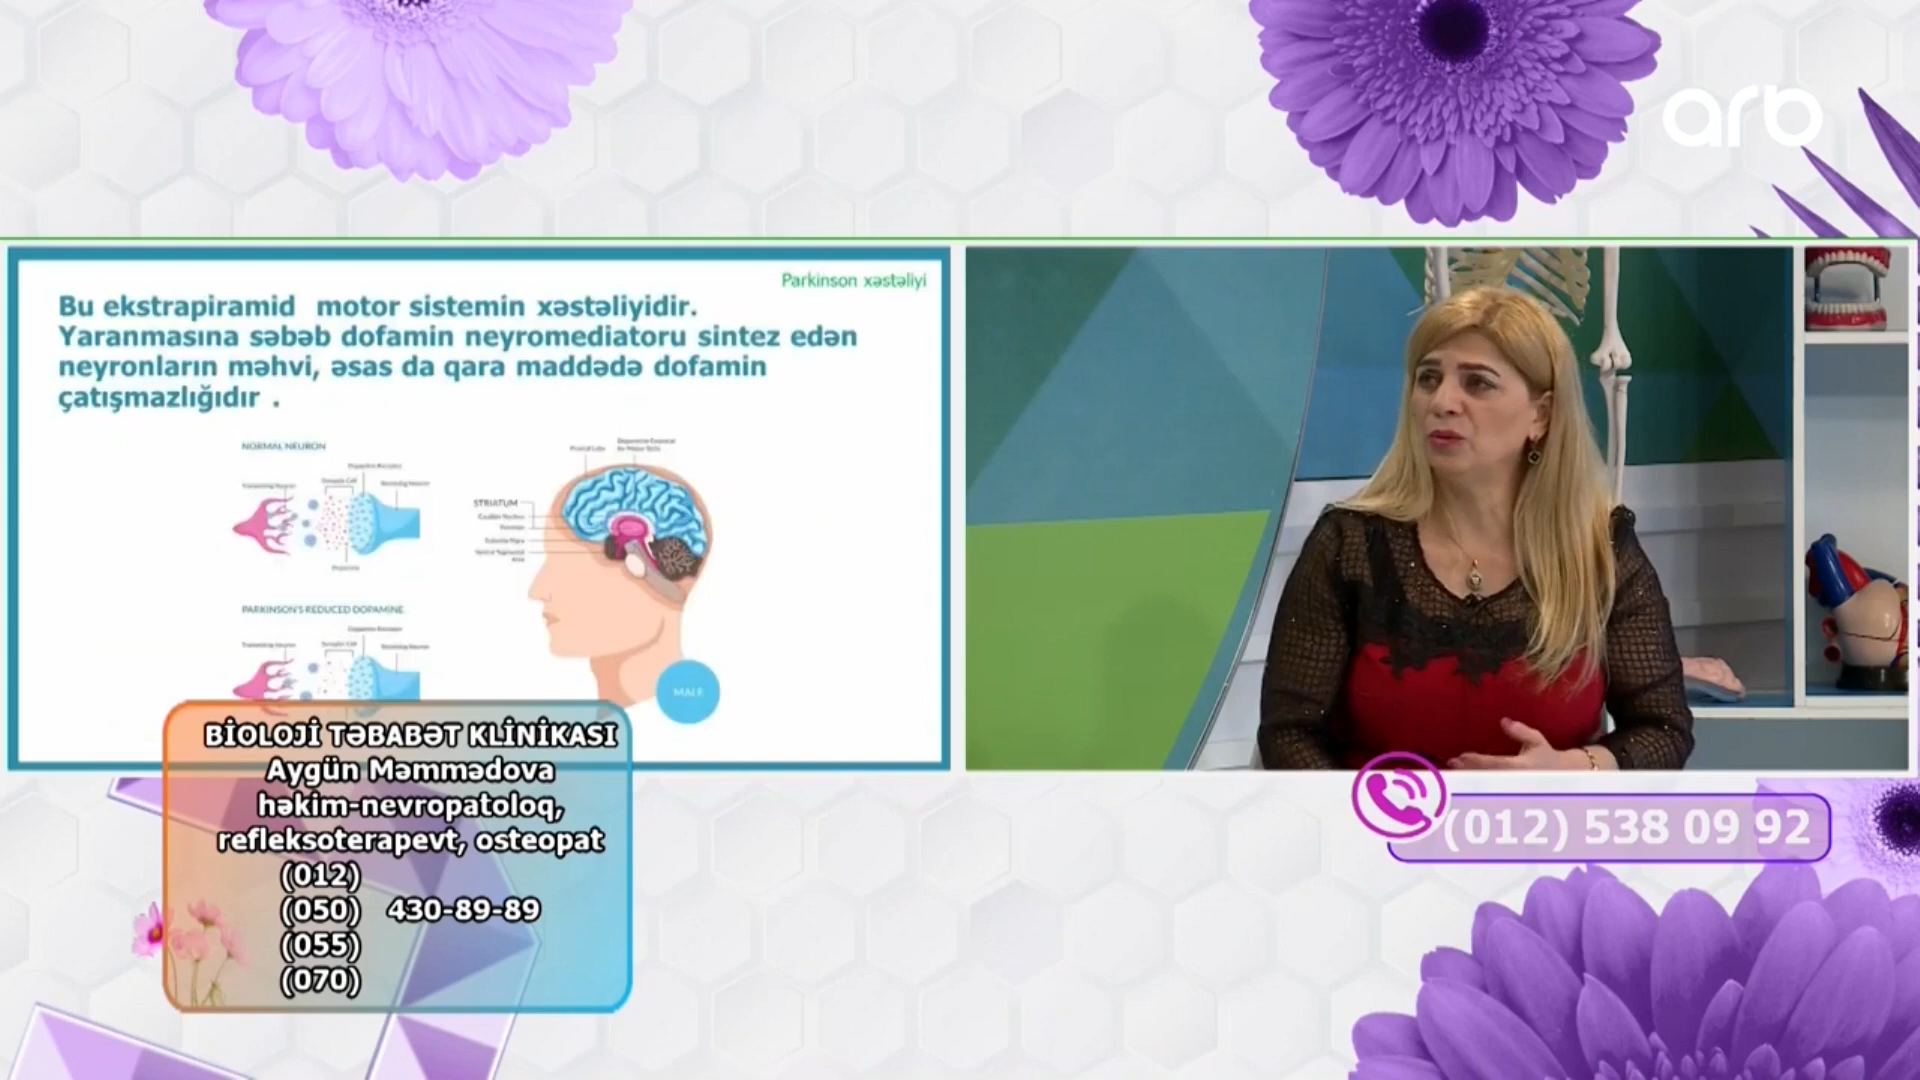 arb
Parkinson xəstəliyi
Bu ekstrapiramid motor sistemin xəstəliyidir.
Yaranmasına səbəb dofamin neyromediatoru sintez edən
neyronların məhvi, əsas da qara maddədə dofamin
çatışmazlığıdır .
NORMAL NEURON
STRIATUM
PARKINSON'S REDUCED DOPAMINE
MALE
BİOLOJİ TƏBABƏT KLİNİKASI
Aygün Məmmədova
həkim-nevropatoloq,
refleksoterapevt, osteopat
(012)
(050) 430-89-89
(055)
(070)
(012) 538 09 92